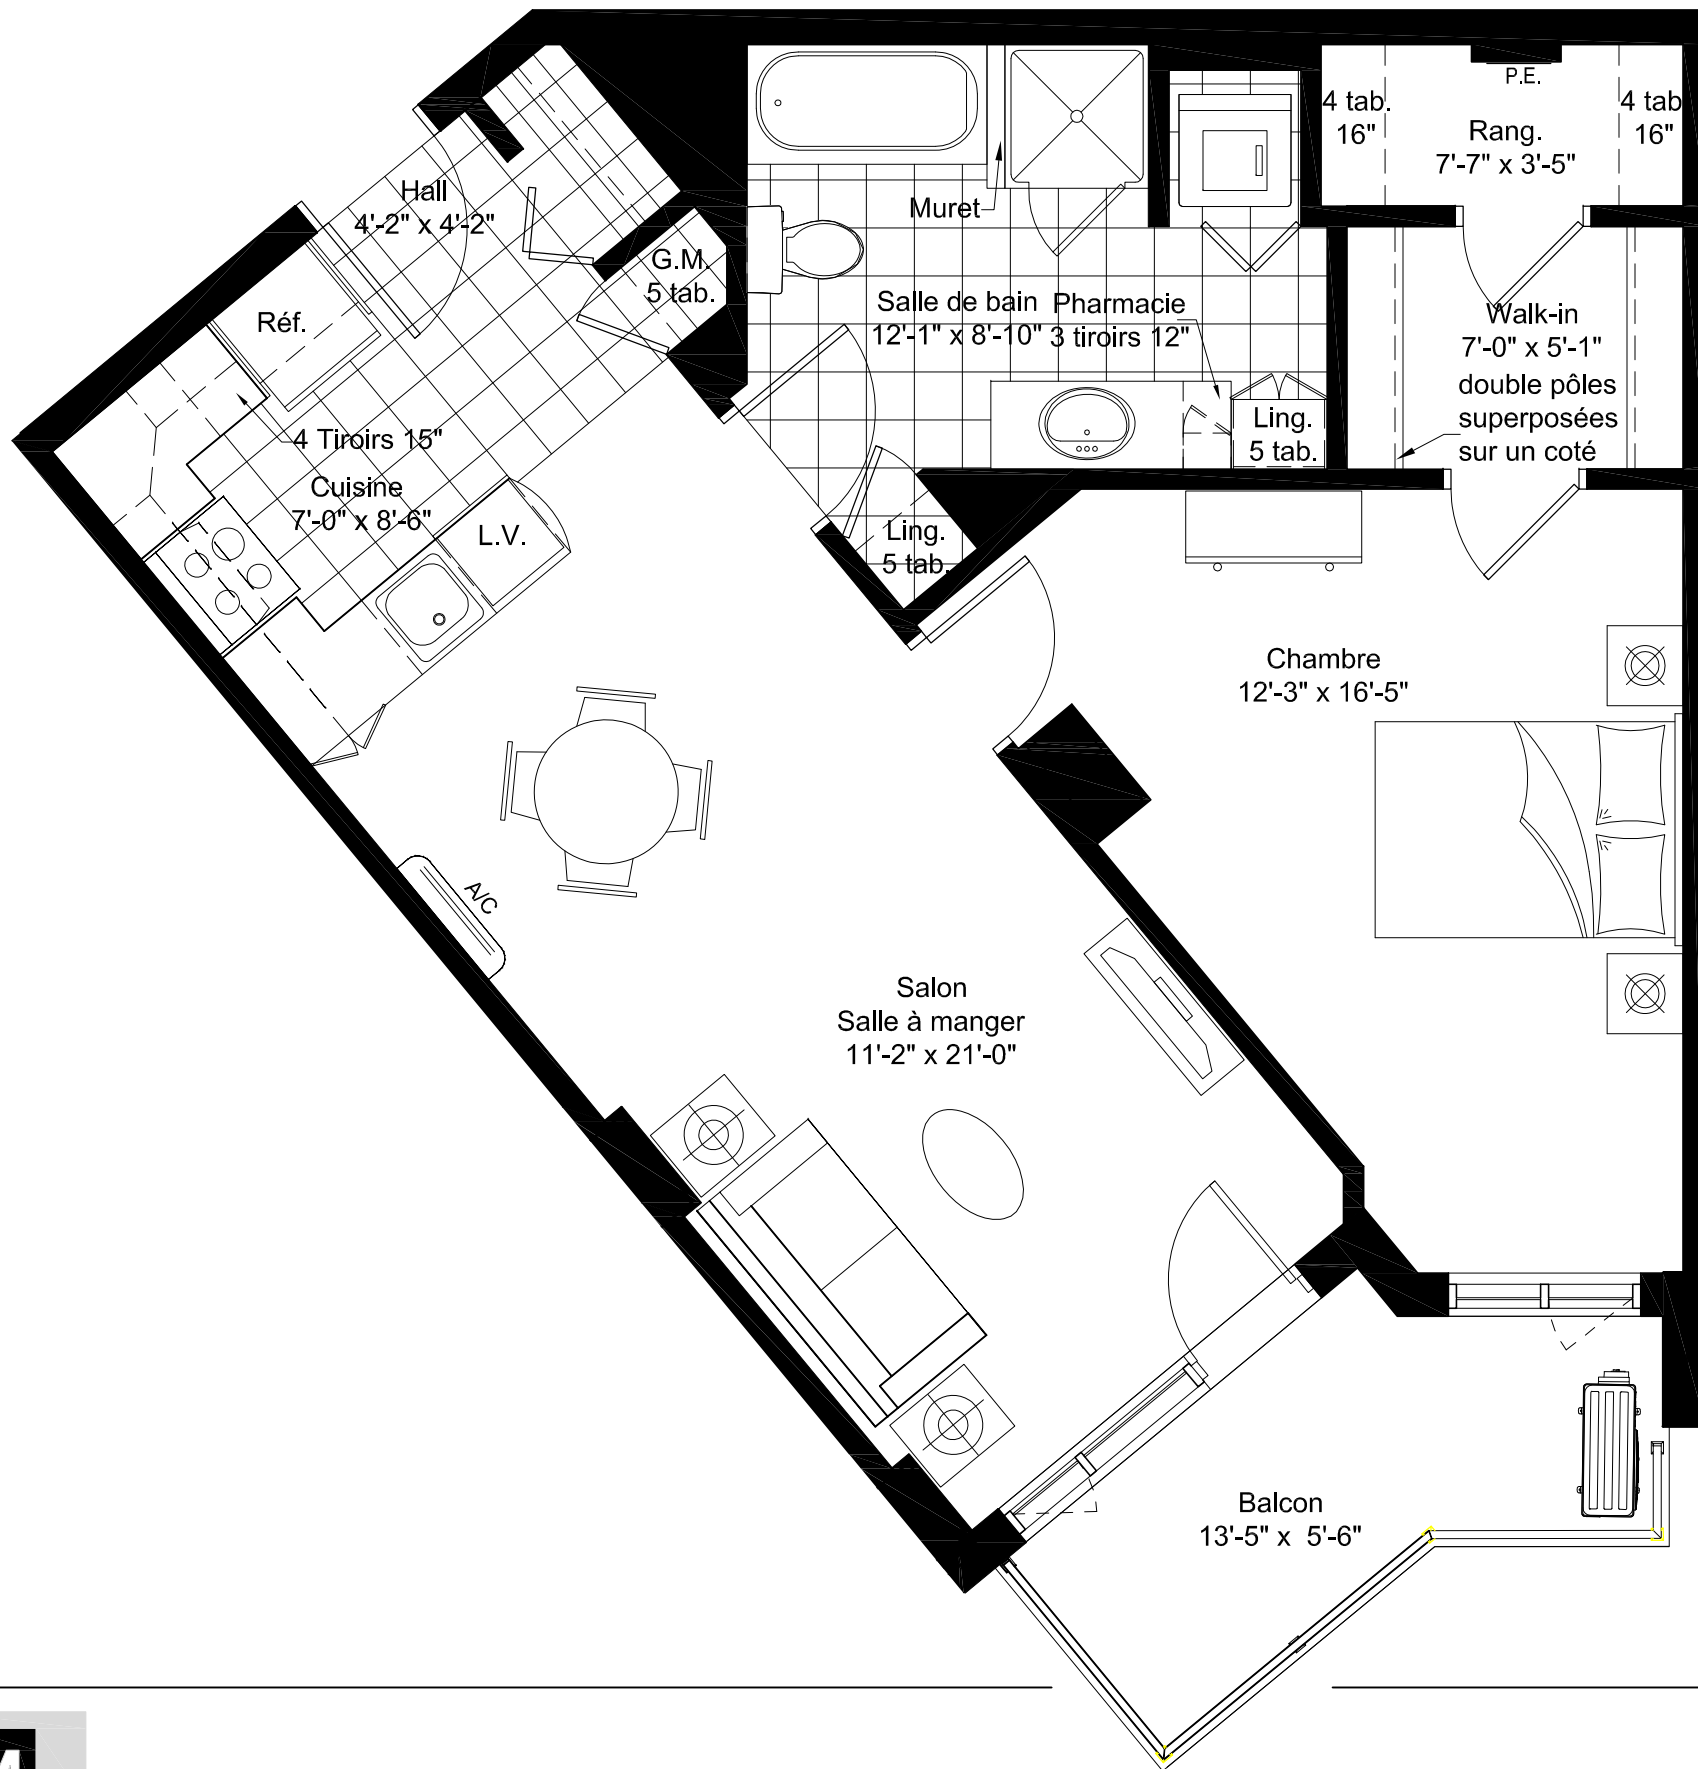 P.E.
4 tab.
16"
Rang.
7'-7" x 3'-5"
4 tab
16"
Hall
4'-2" x 4'-2"
Muret
G.M.
5 tab.
Réf.
Salle de bain
12'-1" x 8'-10"
Pharmacie
3 tiroirs 12"
Walk-in
7'-0" x 5'-1"
double pôles
superposées
sur un coté
4 Tiroirs 15"
Ling.
5 tab.
Cuisine
7'-0" x 8'-6"
L.V.
Ling.
5 tab.
Chambre
12'-3" x 16'-5"
A/C
Salon
Salle à manger
11'-2" x 21'-0"
Balcon
13'-5" x 5'-6"